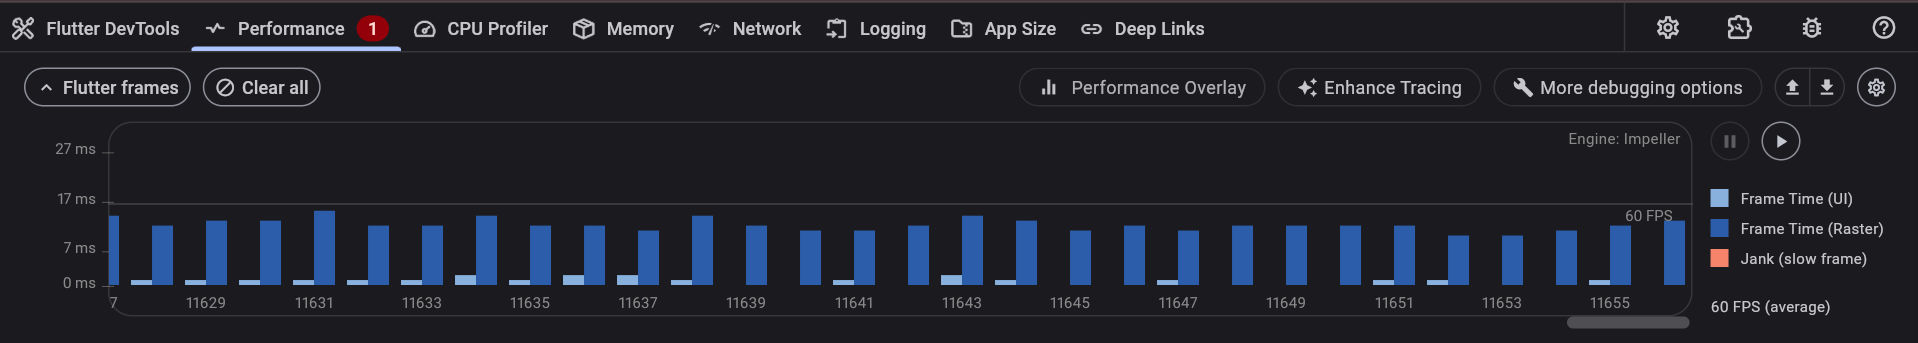 Flutter DevTools Performance 1 CPU Profiler Memory Network Logging App Size Deep Links
Flutter frames Clear all Performance Overlay Enhance Tracing More debugging options
Engine: Impeller
27 ms
17 ms
7 ms
0 ms
60 FPS
7 11629 11631 11633 11635 11637 11639 11641 11643 11645 11647 11649 11651 11653 11655
Frame Time (UI)
Frame Time (Raster)
Jank (slow frame)
60 FPS (average)